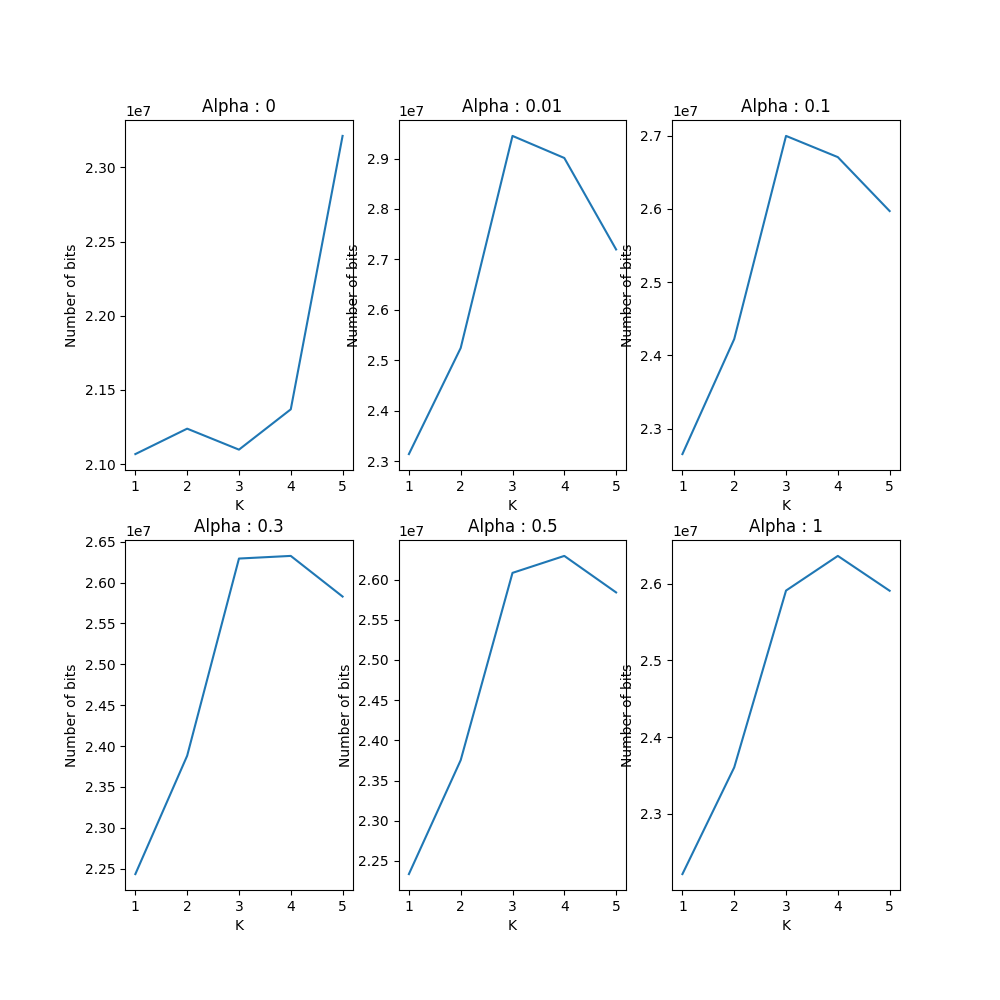 Alpha : 0
1e7
2.30
2.25
2.20
2.15
2.10
Number of bits
1 2 3 4 5
K
Alpha : 0.01
1e7
2.9
2.8
2.7
2.6
2.5
2.4
2.3
Number of bits
1 2 3 4 5
K
Alpha : 0.1
1e7
2.7
2.6
2.5
2.4
2.3
Number of bits
1 2 3 4 5
K
Alpha : 0.3
1e7
2.65
2.60
2.55
2.50
2.45
2.40
2.35
2.30
2.25
Number of bits
1 2 3 4 5
K
Alpha : 0.5
1e7
2.60
2.55
2.50
2.45
2.40
2.35
2.30
2.25
Number of bits
1 2 3 4 5
K
Alpha : 1
1e7
2.6
2.5
2.4
2.3
Number of bits
1 2 3 4 5
K